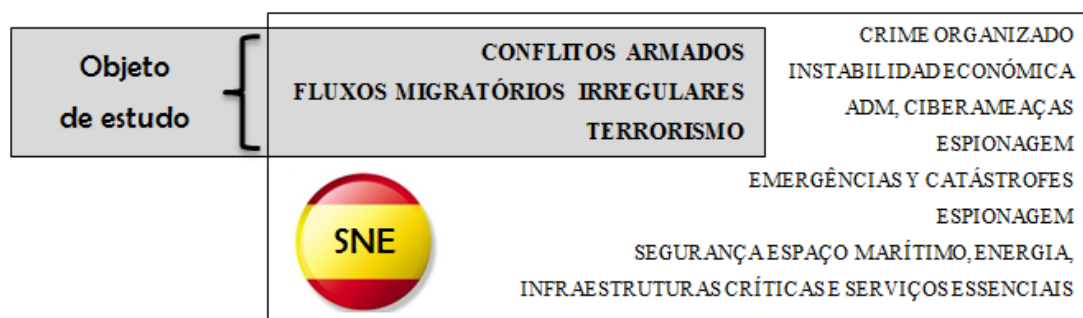 Objeto
de estudo
CONFLITOS ARMADOS
FLUXOS MIGRATÓRIOS IRREGULARES
TERRORISMO
CRIME ORGANIZADO
INSTABILIDAD ECONÓMICA
ADM, CIBERAMEAÇAS
ESPIONAGEM
EMERGÊNCIAS Y CATÁSTROFES
ESPIONAGEM
SEGURANÇA ESPAÇO MARÍTIMO, ENERGIA,
INFRAESTRUTURAS CRÍTICAS E SERVIÇOS ESSENCIAIS
SNE